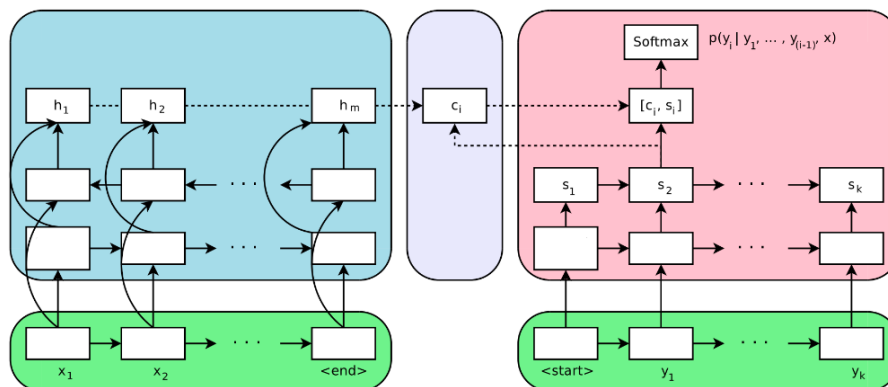 Softmax p(y_i | y_1, ... , y_(i-1), x)
h_1 h_2 h_m c_i [c_i, s_i]
. . . s_1 s_2 . . . s_k
. . . . . .
. . . . . .
x_1 x_2 <end> <start> y_1 y_k